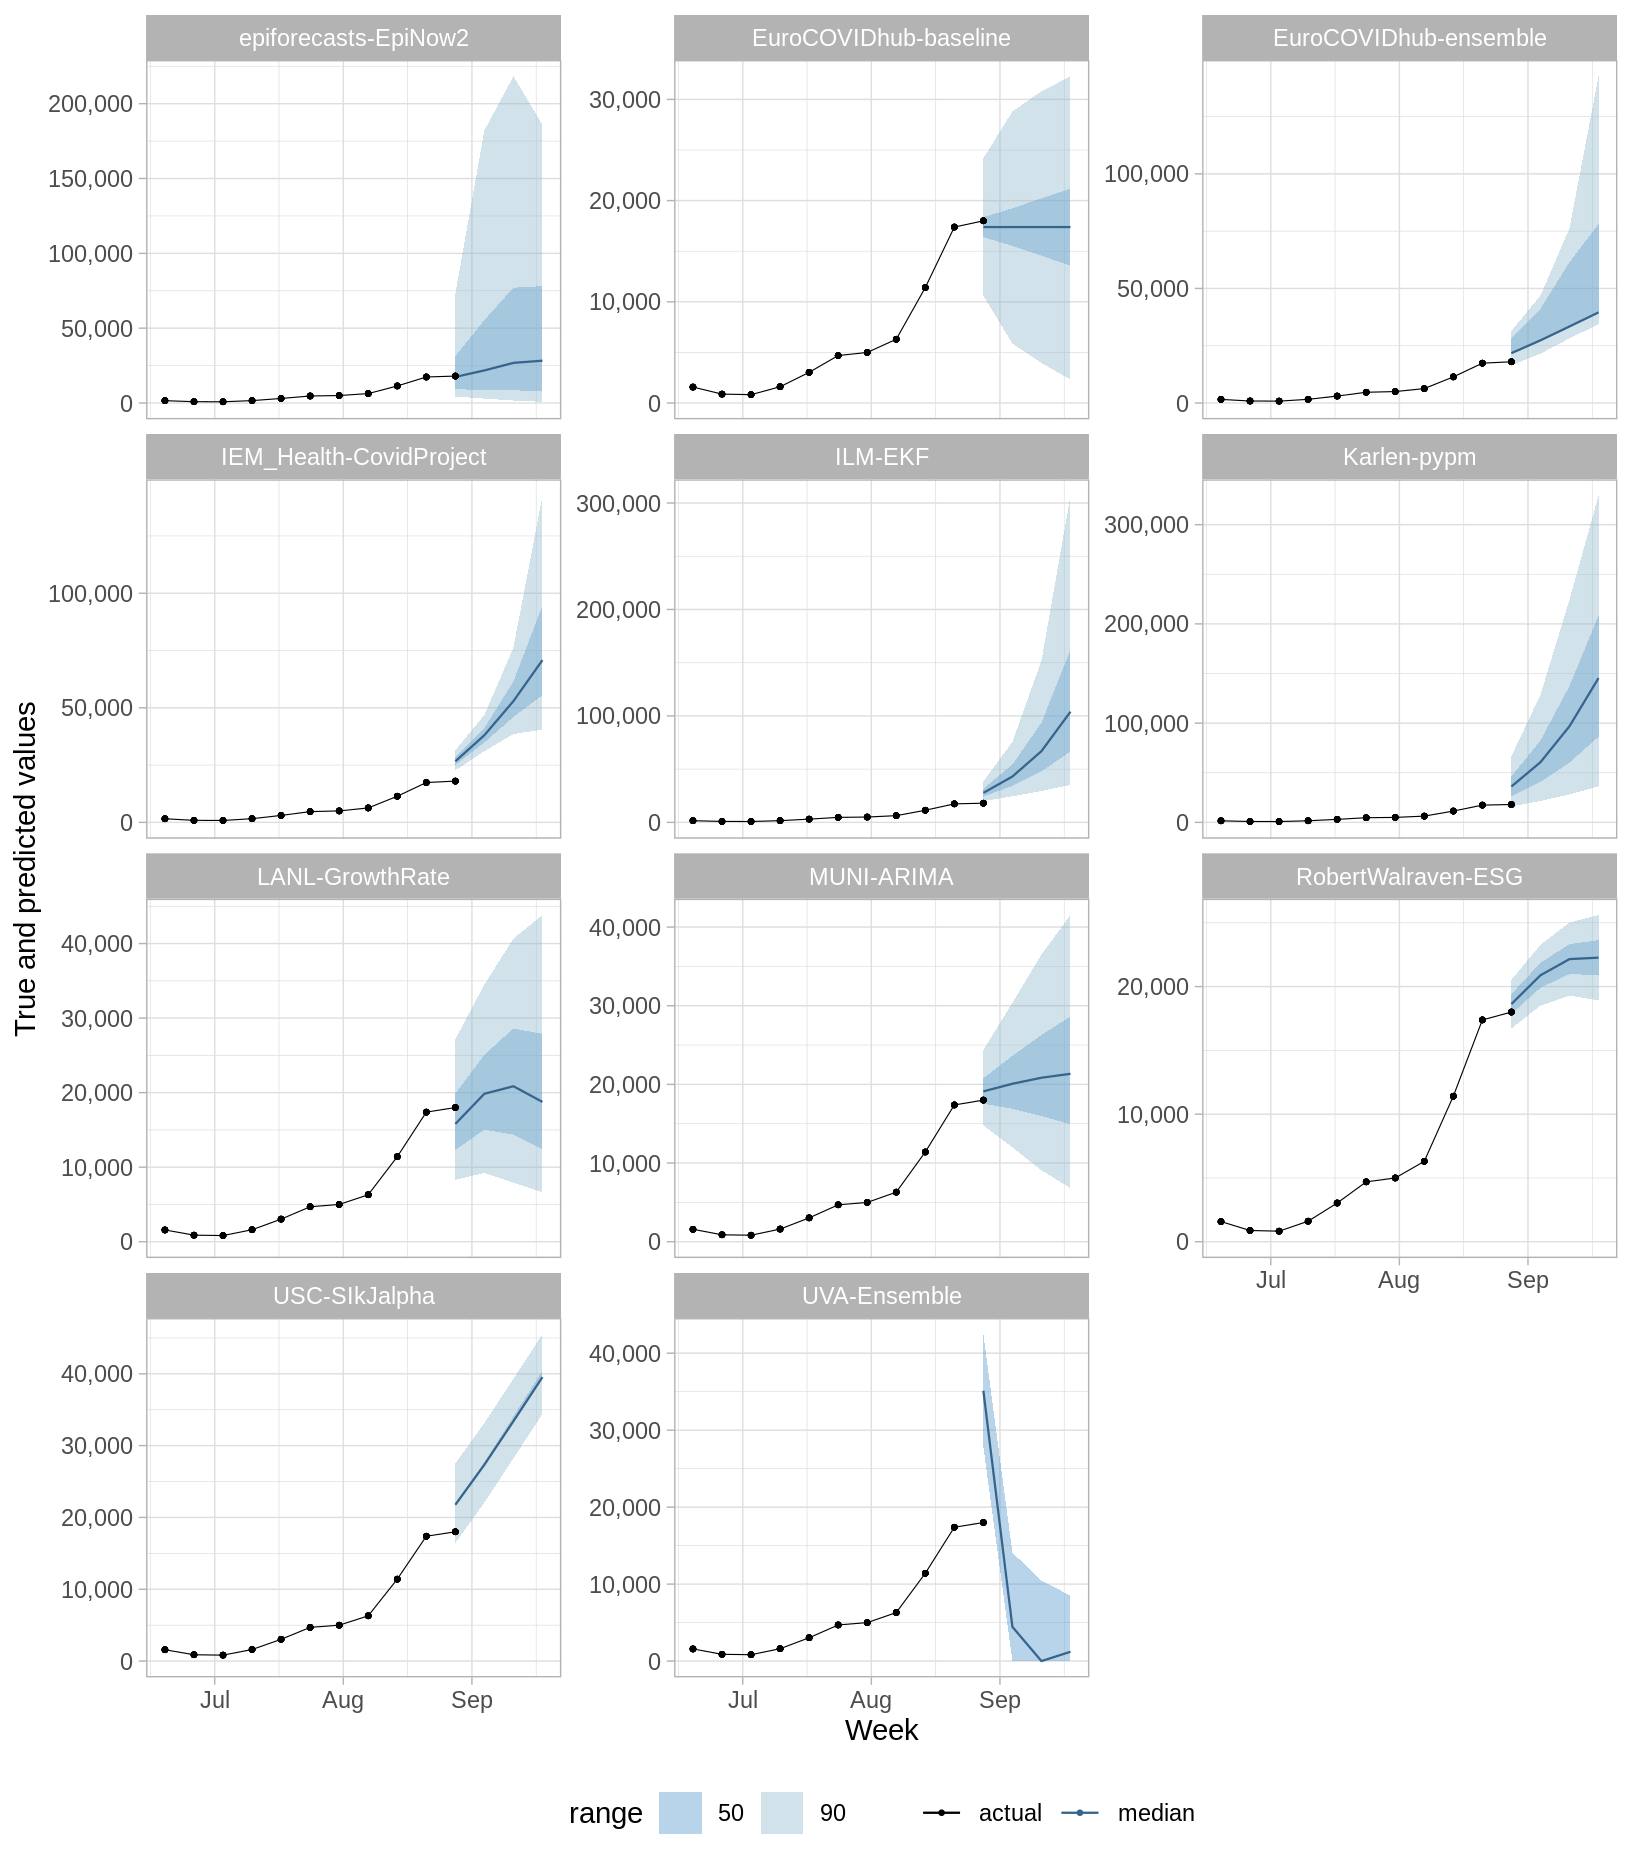 epiforecasts-EpiNow2
EuroCOVIDhub-baseline
EuroCOVIDhub-ensemble
200,000
150,000
100,000
50,000
0
30,000
20,000
10,000
0
100,000
50,000
0
IEM_Health-CovidProject
ILM-EKF
Karlen-pypm
100,000
50,000
0
300,000
200,000
100,000
0
300,000
200,000
100,000
0
True and predicted values
LANL-GrowthRate
MUNI-ARIMA
RobertWalraven-ESG
40,000
30,000
20,000
10,000
0
40,000
30,000
20,000
10,000
0
20,000
10,000
0
Jul Aug Sep
USC-SIkJalpha
UVA-Ensemble
40,000
30,000
20,000
10,000
0
40,000
30,000
20,000
10,000
0
Jul Aug Sep
Jul Aug Sep
Week
range 50 90 actual median